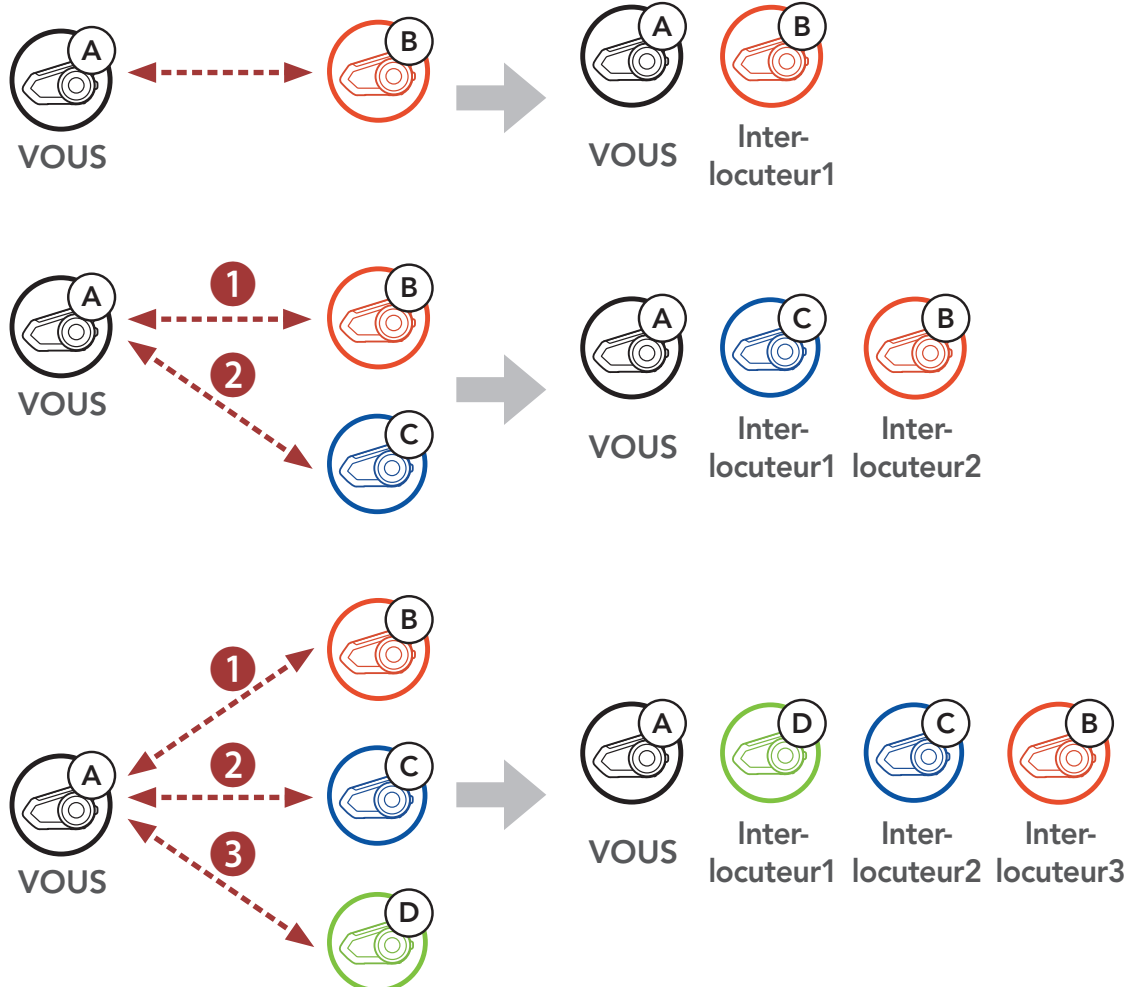 A
B
A
B
VOUS
VOUS
Inter-
locuteur1
A
1
B
2
VOUS
C
A
C
B
VOUS
Inter-
locuteur1
Inter-
locuteur2
B
1
A
2
C
VOUS
3
D
A
D
C
B
VOUS
Inter-
locuteur1
Inter-
locuteur2
Inter-
locuteur3